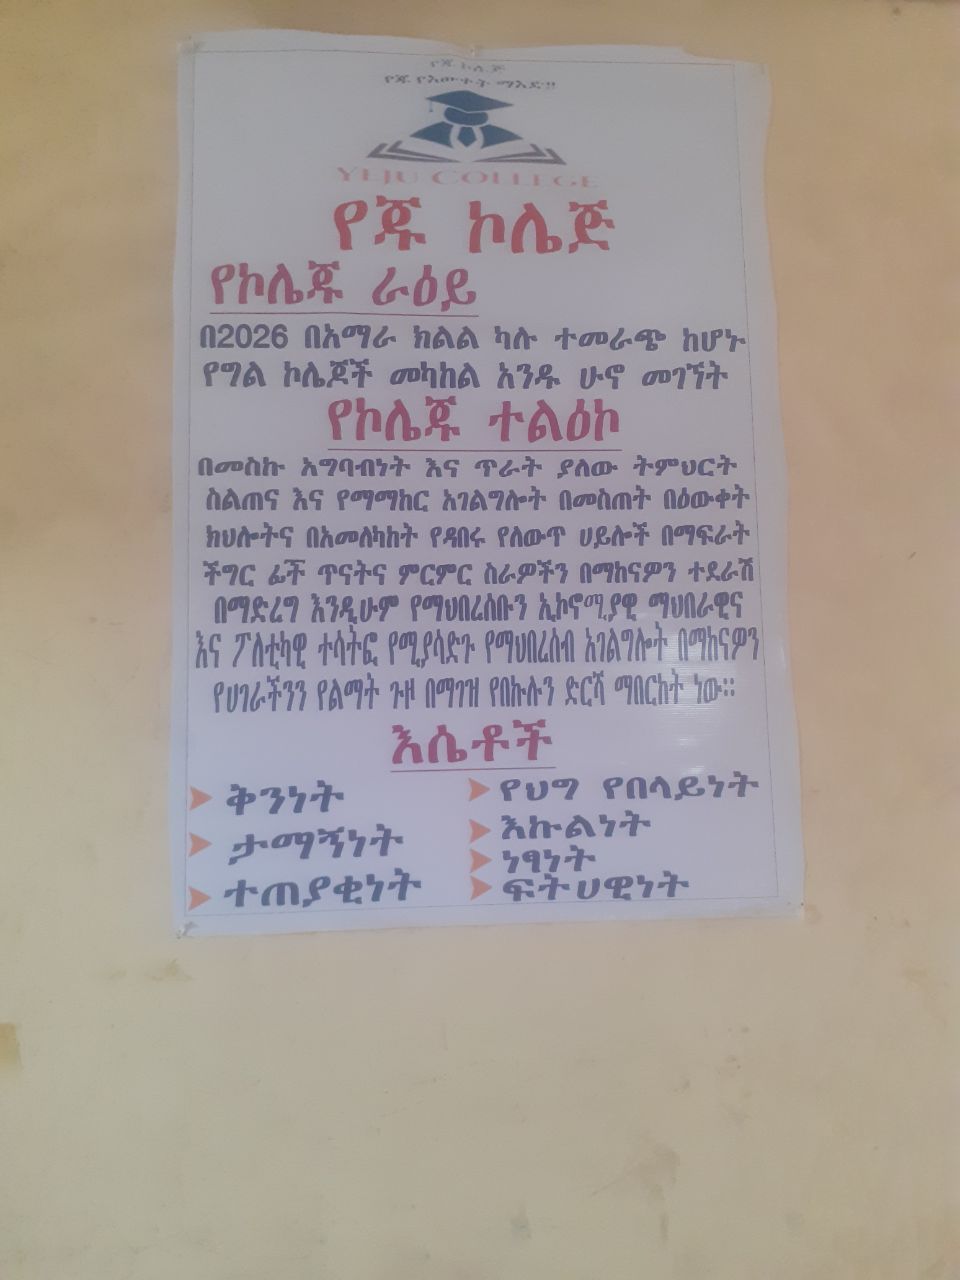 የጁ ኮሌጅ
የጁ የእውቀት ማእድ!!
YEJU COLLEGE
የጁ ኮሌጅ
የኮሌጁ ራዕይ
በ2026 በአማራ ክልል ካሉ ተመራጭ ከሆኑ
የግል ኮሌጆች መካከል አንዱ ሁኖ መገኘት
የኮሌጁ ተልዕኮ
በመስኩ አግባብነት እና ጥራት ያለው ትምህርት
ስልጠና እና የማማከር አገልግሎት በመስጠት በዕውቀት
ክህሎትና በአመለካከት የዳበሩ የለውጥ ሀይሎች በማፍራት
ችግር ፊች ጥናትና ምርምር ስራዎችን በማከናዎን ተደራሽ
በማድረግ እንዲሁም የማህበረሰቡን ኢኮኖሚያዊ ማህበራዊና
እና ፖለቲካዊ ተሳትፎ የሚያሳድጉ የማህበረሰብ አገልግሎት በማከናዎን
የሀገራችንን የልማት ጉዞ በማገዝ የበኩሉን ድርሻ ማበርከት ነው።
እሴቶች
ቅንነት
ታማኝነት
ተጠያቂነት
የህግ የበላይነት
እኩልነት
ነፃነት
ፍትሀዊነት